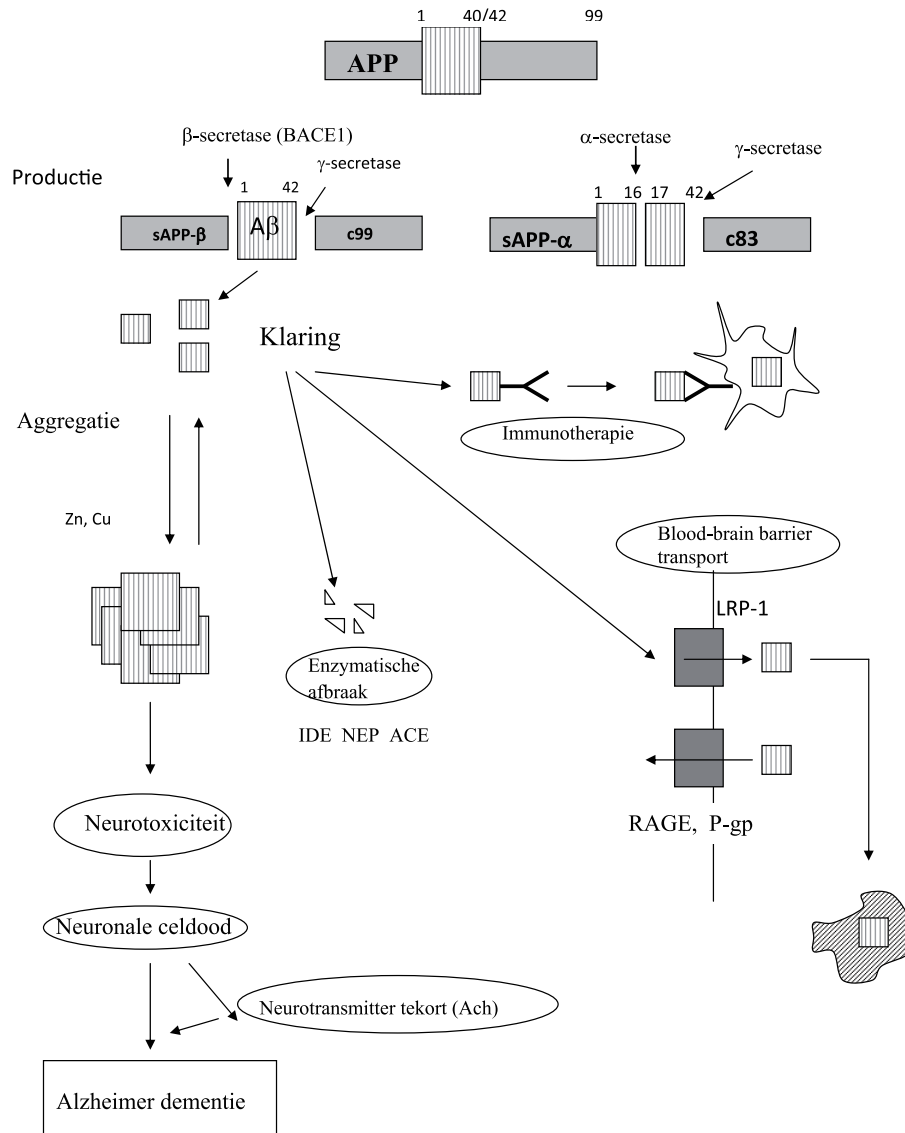 1 40/42 99
APP
β-secretase (BACE1)
α-secretase
γ-secretase
γ-secretase
Productie
1 42
1 16 17 42
sAPP-β
Aβ
c99
sAPP-α
c83
Klaring
Aggregatie
Immunotherapie
Zn, Cu
Blood-brain barrier
transport
LRP-1
Enzymatische
afbraak
IDE NEP ACE
RAGE, P-gp
Neurotoxiciteit
Neuronale celdood
Neurotransmitter tekort (Ach)
Alzheimer dementie